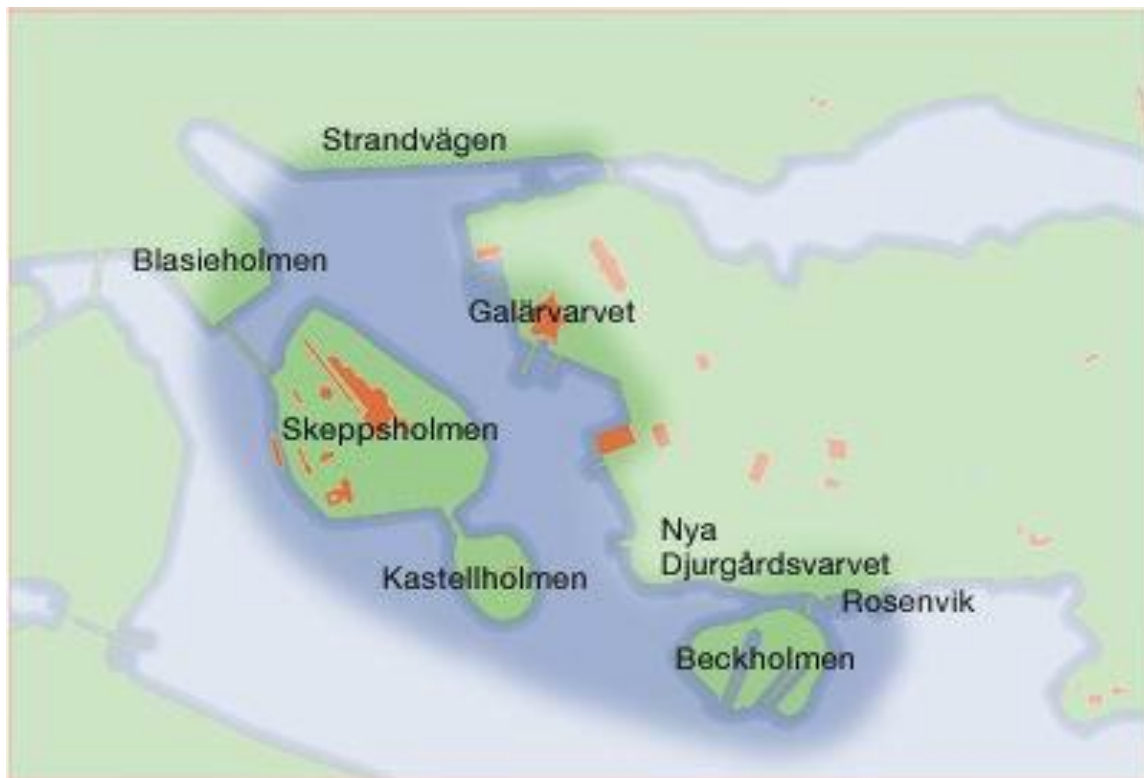 Strandvägen
Blasieholmen
Galärvarvet
Skeppsholmen
Nya
Djurgårdsvarvet
Kastellholmen
Rosenvik
Beckholmen